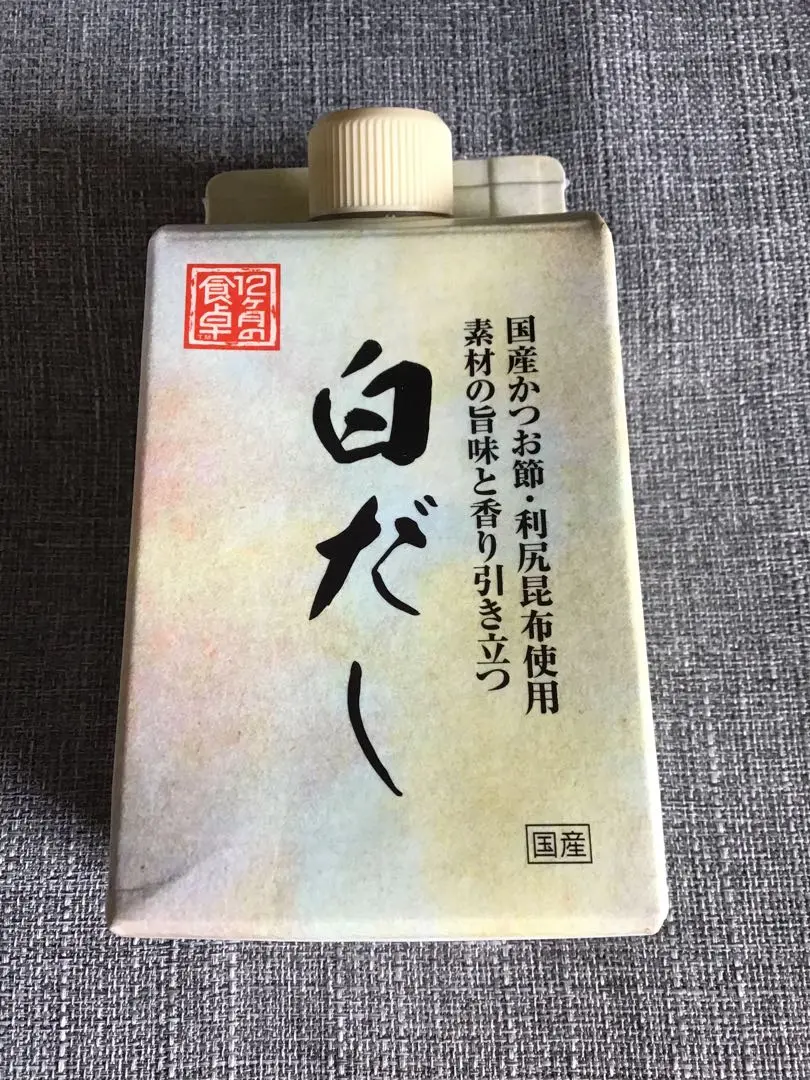 12ヶ月の
食卓
国産かつお節・利尻昆布使用
素材の旨味と香り引き立つ
白だし
国産